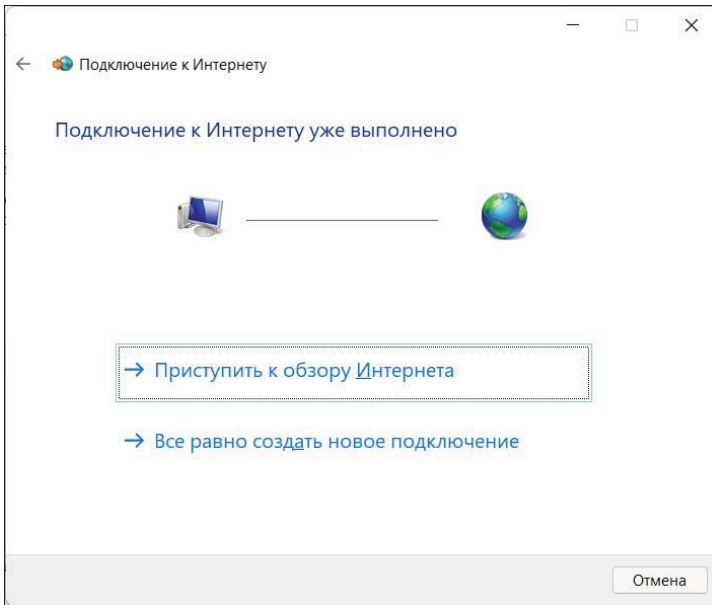 Подключение к Интернету
Подключение к Интернету уже выполнено
Приступить к обзору Интернета
Все равно создать новое подключение
Отмена